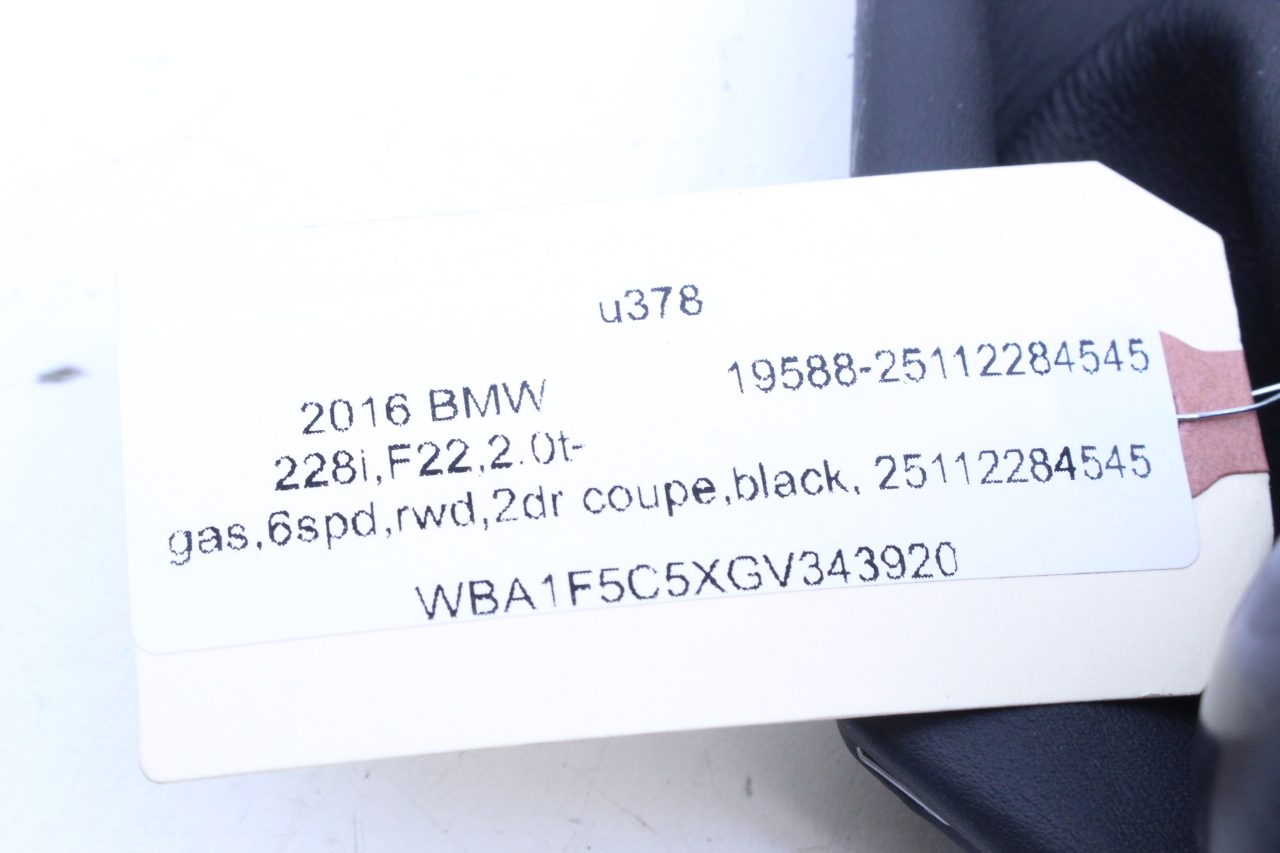 u378
19588-25112284545
2016 BMW
228i,F22,2.0t-
gas,6spd,rwd,2dr coupe,black, 25112284545
WBA1F5C5XGV343920